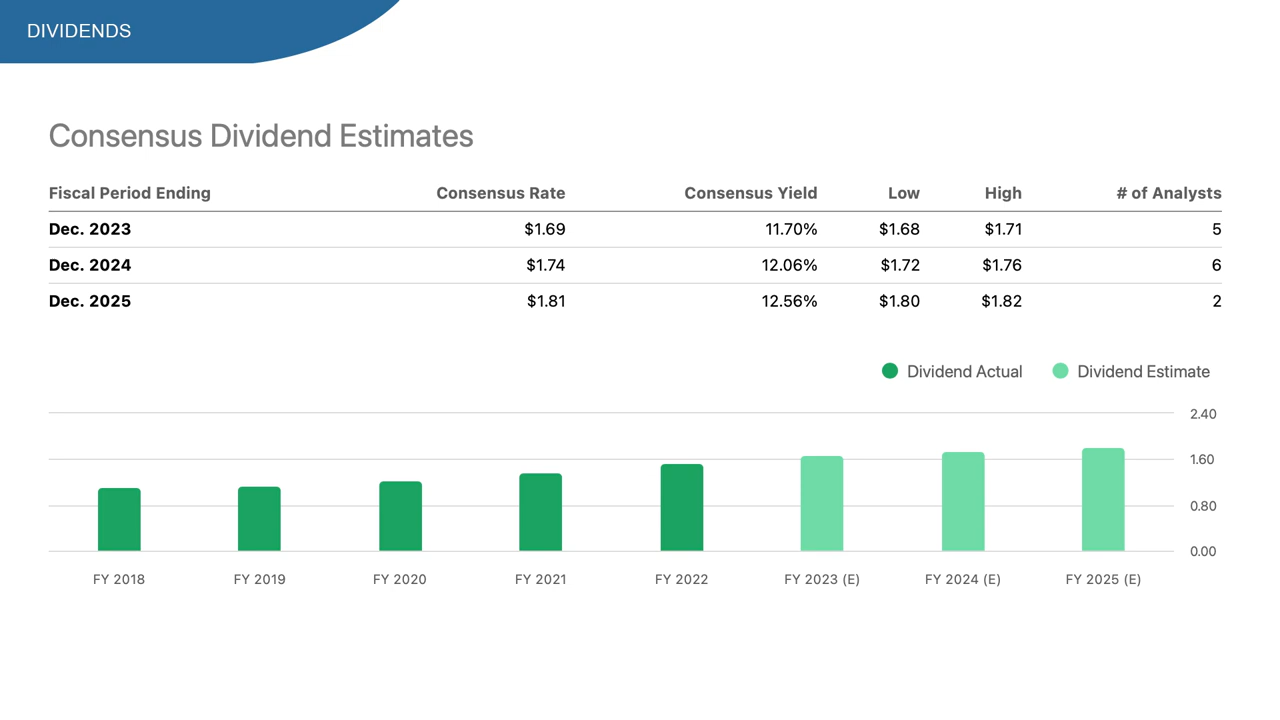 DIVIDENDS
Consensus Dividend Estimates
Fiscal Period Ending Consensus Rate Consensus Yield Low High # of Analysts
Dec. 2023 $1.69 11.70% $1.68 $1.71 5
Dec. 2024 $1.74 12.06% $1.72 $1.76 6
Dec. 2025 $1.81 12.56% $1.80 $1.82 2
Dividend Actual Dividend Estimate
2.40
1.60
0.80
0.00
FY 2018 FY 2019 FY 2020 FY 2021 FY 2022 FY 2023 (E) FY 2024 (E) FY 2025 (E)